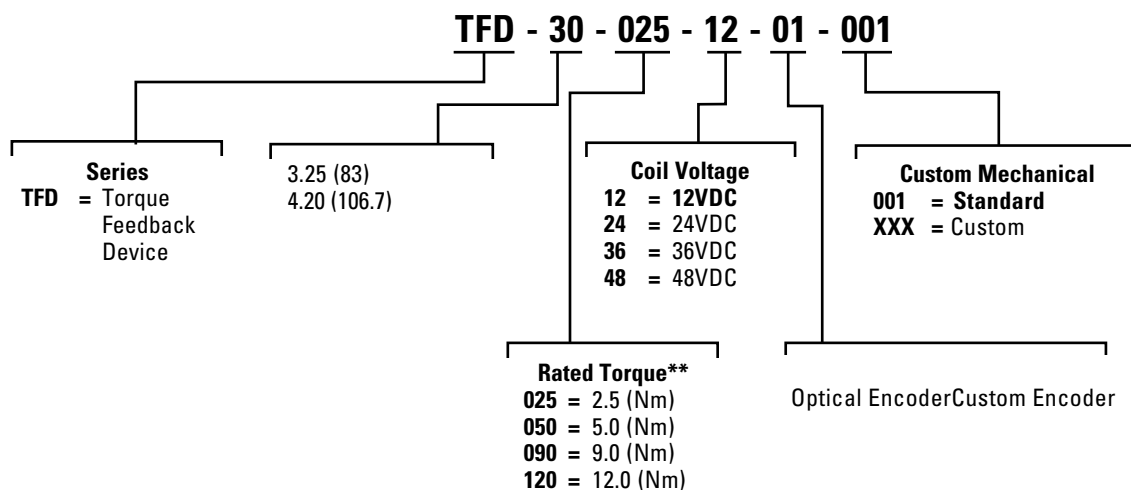 TFD - 30 - 025 - 12 - 01 - 001
Series
TFD = Torque
Feedback
Device
3.25 (83)
4.20 (106.7)
Coil Voltage
12 = 12VDC
24 = 24VDC
36 = 36VDC
48 = 48VDC
Custom Mechanical
001 = Standard
XXX = Custom
Rated Torque**
025 = 2.5 (Nm)
050 = 5.0 (Nm)
090 = 9.0 (Nm)
120 = 12.0 (Nm)
Optical EncoderCustom Encoder